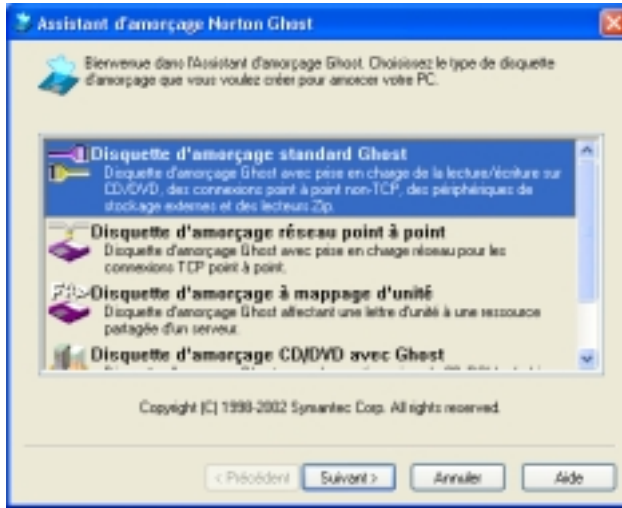 Assistant d'amorçage Norton Ghost
Bienvenue dans l'Assistant d'amorçage Ghost. Choisissez le type de disquette
d'amorçage que vous voulez créer pour amorcer votre PC.
Disquette d'amorçage standard Ghost
Disquette d'amorçage Ghost avec prise en charge de la lecture/écriture sur
CD/DVD, des connexions point à point non-TCP, des périphériques de
stockage externes et des lecteurs Zip.
Disquette d'amorçage réseau point à point
Disquette d'amorçage Ghost avec prise en charge réseau pour les
connexions TCP point à point.
Disquette d'amorçage à mappage d'unité
Disquette d'amorçage Ghost affectant une lettre d'unité à une ressource
partagée d'un serveur.
Disquette d'amorçage CD/DVD avec Ghost
Copyright (C) 1998-2002 Symantec Corp. All rights reserved.
< Précédent
Suivant >
Annuler
Aide